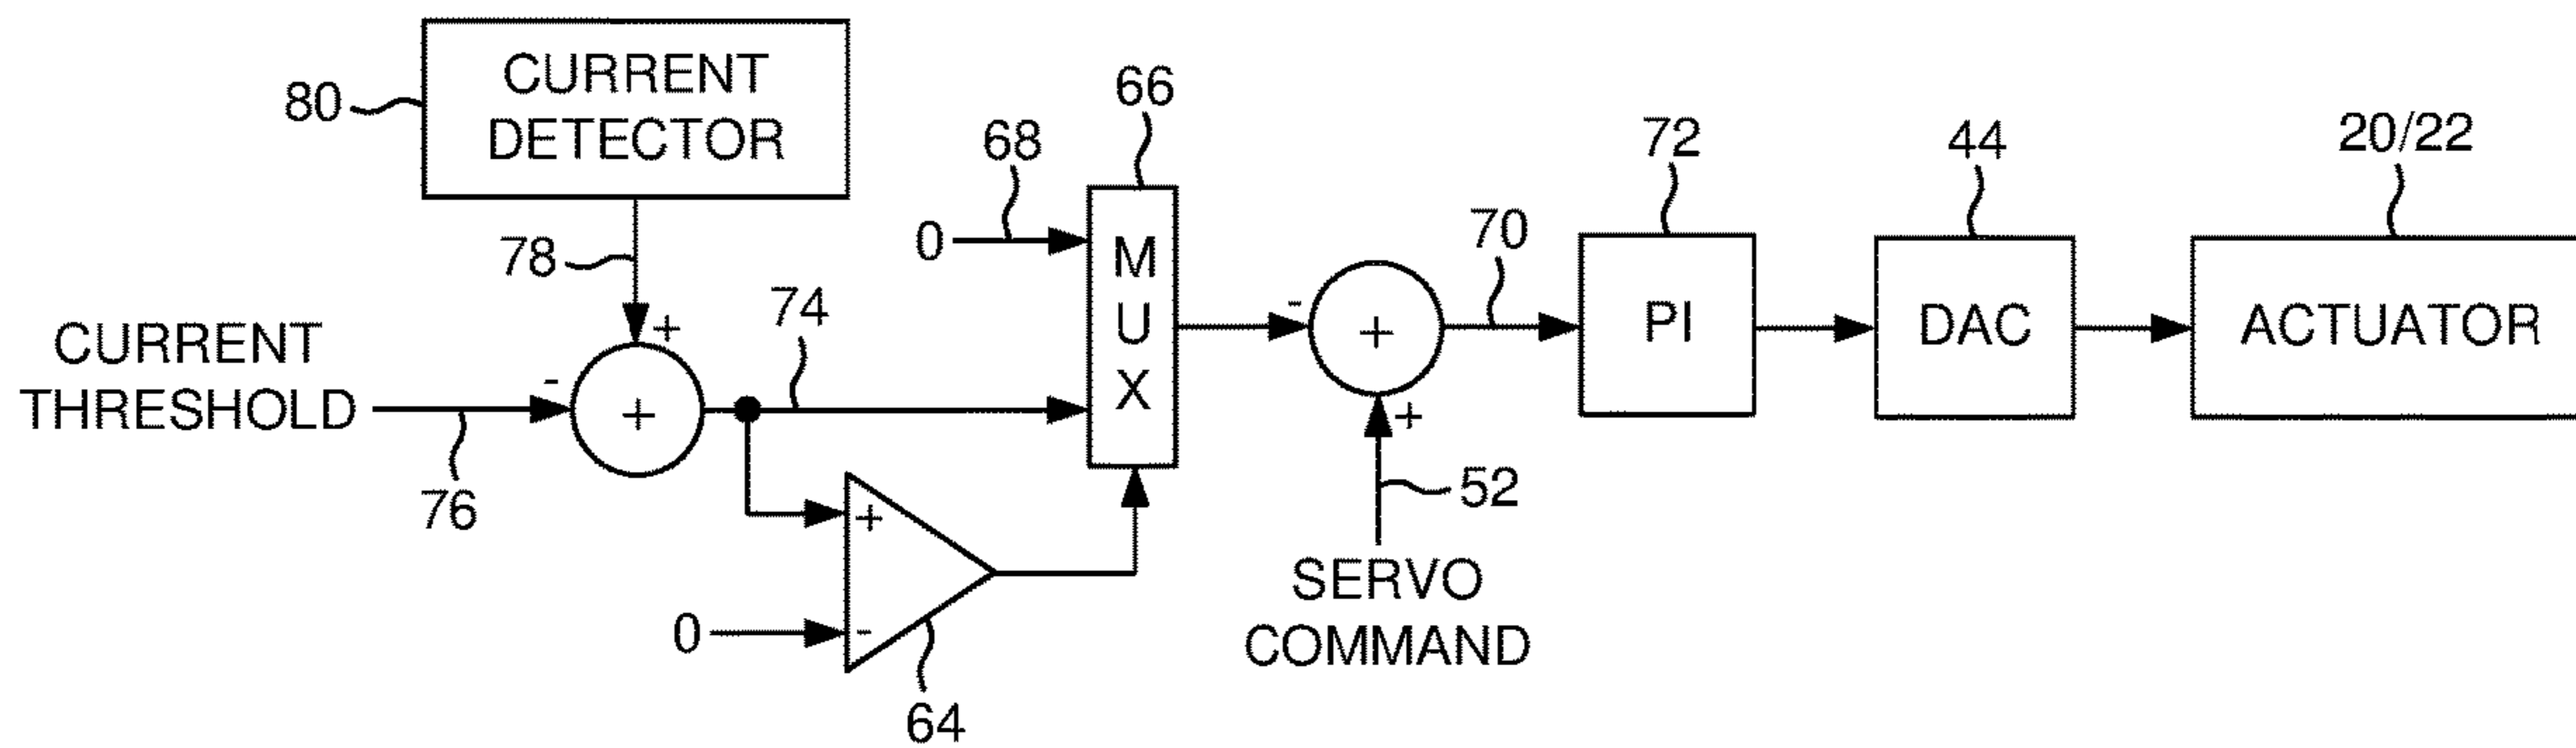 CURRENT
DETECTOR
80
78
CURRENT
THRESHOLD
76
-
+
+
74
68
0
66
M
U
X
+
-
0
64
-
+
+
70
52
SERVO
COMMAND
72
PI
44
DAC
20/22
ACTUATOR